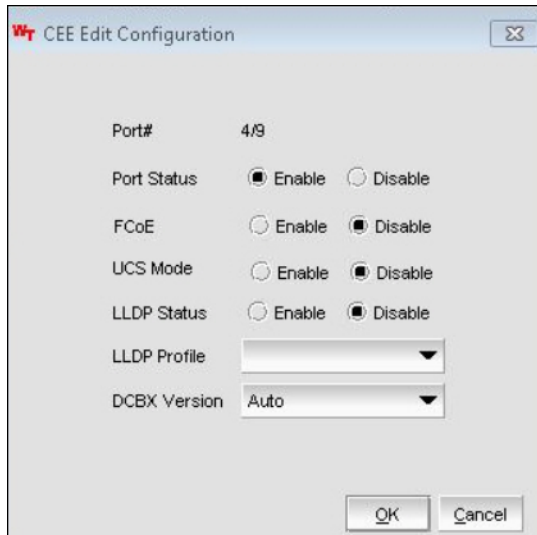 WT CEE Edit Configuration
Port# 4/9
Port Status Enable Disable
FCoE Enable Disable
UCS Mode Enable Disable
LLDP Status Enable Disable
LLDP Profile
DCBX Version Auto
OK Cancel